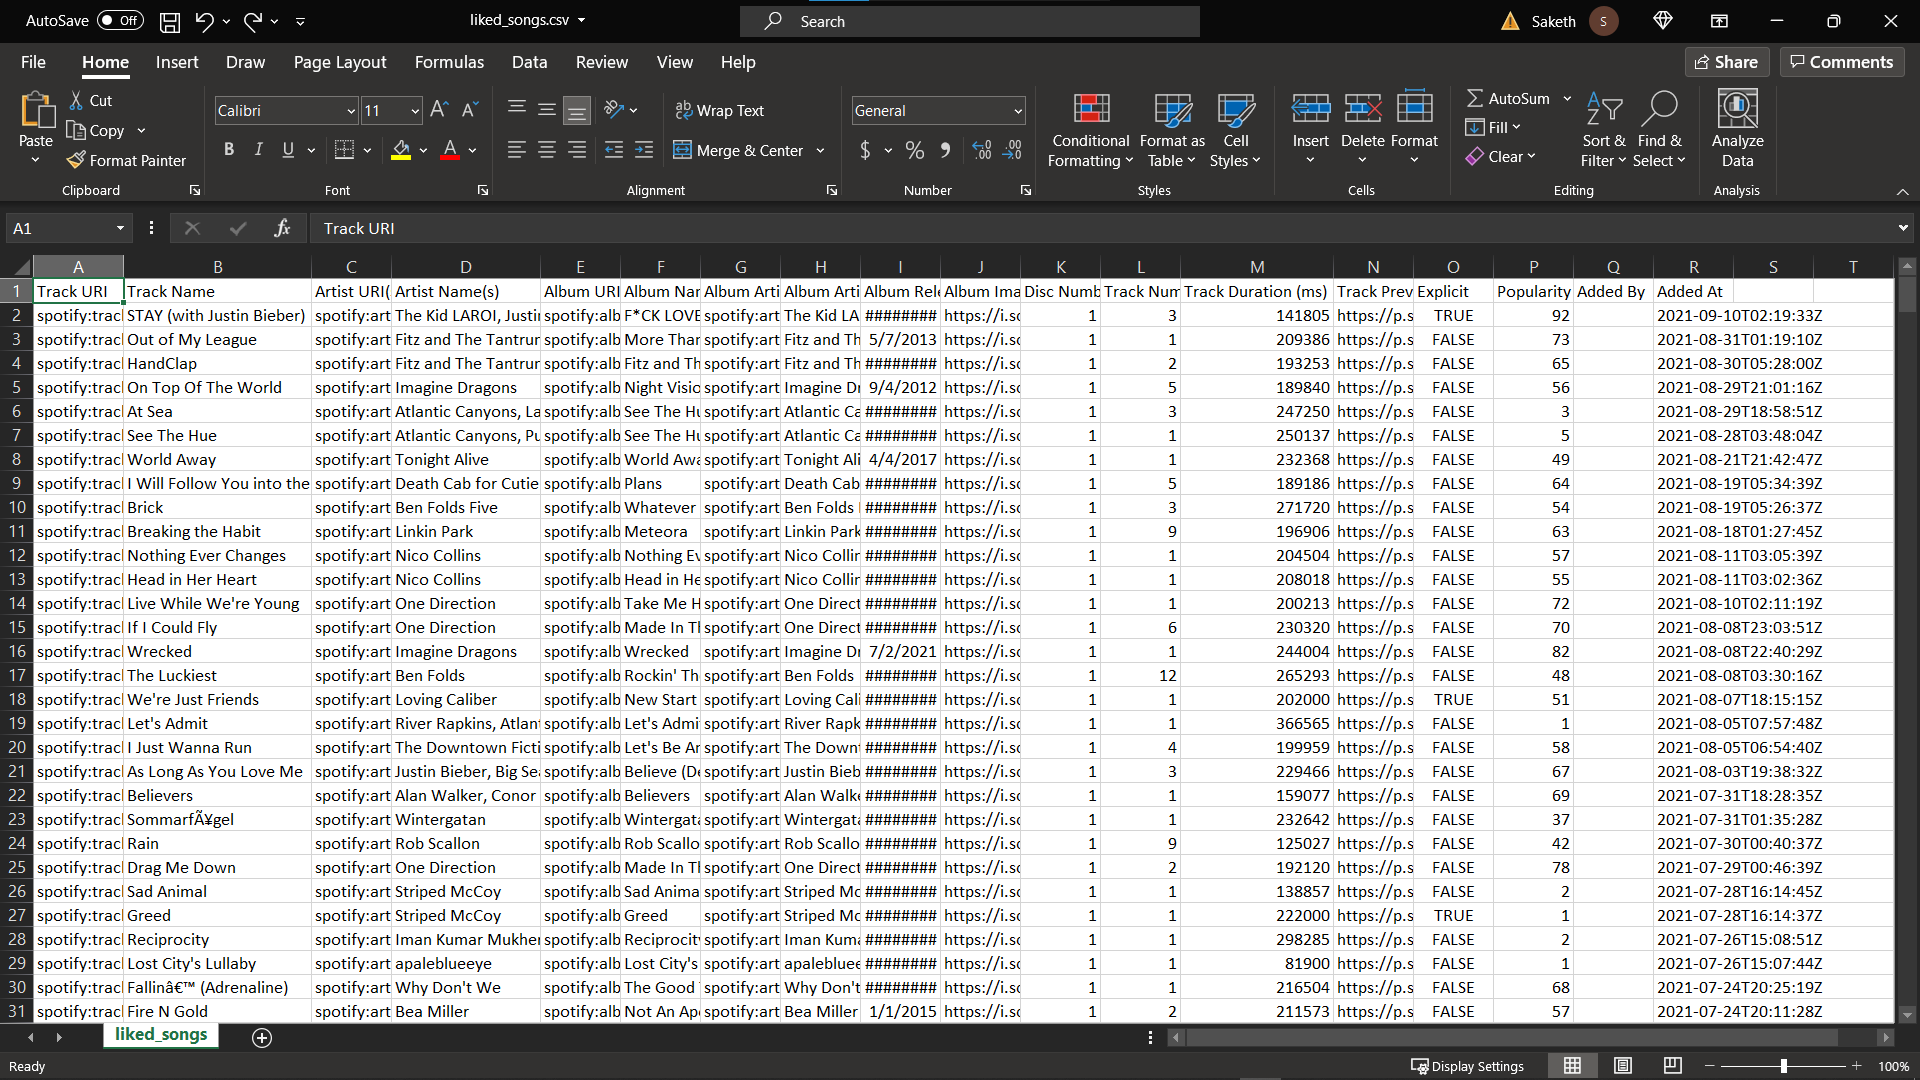 AutoSave Off liked_songs.csv Search Saketh S
File Home Insert Draw Page Layout Formulas Data Review View Help Share Comments
Paste Cut Copy Format Painter Clipboard
Calibri 11 B I U A Font
Wrap Text Merge & Center Alignment
General $ % Number
Conditional Formatting Format as Table Cell Styles Styles
Insert Delete Format Cells
AutoSum Fill Clear Sort & Filter Find & Select Editing
Analyze Data Analysis
A1 fx Track URI
A B C D E F G H I J K L M N O P Q R S T
1 Track URI Track Name Artist URI( Artist Name(s) Album URI Album Nar Album Arti Album Arti Album Rele Album Ima Disc Numb Track Num Track Duration (ms) Track Prev Explicit Popularity Added By Added At
2 spotify:track STAY (with Justin Bieber) spotify:art The Kid LAROI, Justin spotify:alb F*CK LOVE spotify:art The Kid LA ######## https://i.sc 1 3 141805 https://p.s TRUE 92 2021-09-10T02:19:33Z
3 spotify:track Out of My League spotify:art Fitz and The Tantrur spotify:alb More Than spotify:art Fitz and Th 5/7/2013 https://i.sc 1 1 209386 https://p.s FALSE 73 2021-08-31T01:19:10Z
4 spotify:track HandClap spotify:art Fitz and The Tantrur spotify:alb Fitz and Th spotify:art Fitz and Th ######## https://i.sc 1 2 193253 https://p.s FALSE 65 2021-08-30T05:28:00Z
5 spotify:track On Top Of The World spotify:art Imagine Dragons spotify:alb Night Visio spotify:art Imagine Dr 9/4/2012 https://i.sc 1 5 189840 https://p.s FALSE 56 2021-08-29T21:01:16Z
6 spotify:track At Sea spotify:art Atlantic Canyons, La spotify:alb See The Hu spotify:art Atlantic Ca ######## https://i.sc 1 3 247250 https://p.s FALSE 3 2021-08-29T18:58:51Z
7 spotify:track See The Hue spotify:art Atlantic Canyons, Pu spotify:alb See The Hu spotify:art Atlantic Ca ######## https://i.sc 1 1 250137 https://p.s FALSE 5 2021-08-28T03:48:04Z
8 spotify:track World Away spotify:art Tonight Alive spotify:alb World Awa spotify:art Tonight Ali 4/4/2017 https://i.sc 1 1 232368 https://p.s FALSE 49 2021-08-21T21:42:47Z
9 spotify:track I Will Follow You into the spotify:art Death Cab for Cutie spotify:alb Plans spotify:art Death Cab ######## https://i.sc 1 5 189186 https://p.s FALSE 64 2021-08-19T05:34:39Z
10 spotify:track Brick spotify:art Ben Folds Five spotify:alb Whatever spotify:art Ben Folds ######## https://i.sc 1 3 271720 https://p.s FALSE 54 2021-08-19T05:26:37Z
11 spotify:track Breaking the Habit spotify:art Linkin Park spotify:alb Meteora spotify:art Linkin Park ######## https://i.sc 1 9 196906 https://p.s FALSE 63 2021-08-18T01:27:45Z
12 spotify:track Nothing Ever Changes spotify:art Nico Collins spotify:alb Nothing Ev spotify:art Nico Collir ######## https://i.sc 1 1 204504 https://p.s FALSE 57 2021-08-11T03:05:39Z
13 spotify:track Head in Her Heart spotify:art Nico Collins spotify:alb Head in He spotify:art Nico Collir ######## https://i.sc 1 1 208018 https://p.s FALSE 55 2021-08-11T03:02:36Z
14 spotify:track Live While We're Young spotify:art One Direction spotify:alb Take Me H spotify:art One Direct ######## https://i.sc 1 1 200213 https://p.s FALSE 72 2021-08-10T02:11:19Z
15 spotify:track If I Could Fly spotify:art One Direction spotify:alb Made In Tl spotify:art One Direct ######## https://i.sc 1 6 230320 https://p.s FALSE 70 2021-08-08T23:03:51Z
16 spotify:track Wrecked spotify:art Imagine Dragons spotify:alb Wrecked spotify:art Imagine Dr 7/2/2021 https://i.sc 1 1 244004 https://p.s FALSE 82 2021-08-08T22:40:29Z
17 spotify:track The Luckiest spotify:art Ben Folds spotify:alb Rockin' Th spotify:art Ben Folds ######## https://i.sc 1 12 265293 https://p.s FALSE 48 2021-08-08T03:30:16Z
18 spotify:track We're Just Friends spotify:art Loving Caliber spotify:alb New Start spotify:art Loving Cali ######## https://i.sc 1 1 202000 https://p.s TRUE 51 2021-08-07T18:15:15Z
19 spotify:track Let's Admit spotify:art River Rapkins, Atlant spotify:alb Let's Admi spotify:art River Rapk ######## https://i.sc 1 1 366565 https://p.s FALSE 1 2021-08-05T07:57:48Z
20 spotify:track I Just Wanna Run spotify:art The Downtown Ficti spotify:alb Let's Be Ar spotify:art The Downt ######## https://i.sc 1 4 199959 https://p.s FALSE 58 2021-08-05T06:54:40Z
21 spotify:track As Long As You Love Me spotify:art Justin Bieber, Big Sea spotify:alb Believe (De spotify:art Justin Bieb ######## https://i.sc 1 3 229466 https://p.s FALSE 67 2021-08-03T19:38:32Z
22 spotify:track Believers spotify:art Alan Walker, Conor spotify:alb Believers spotify:art Alan Walke ######## https://i.sc 1 1 159077 https://p.s FALSE 69 2021-07-31T18:28:35Z
23 spotify:track SommarfÃ¥gel spotify:art Wintergatan spotify:alb Wintergata spotify:art Wintergata ######## https://i.sc 1 1 232642 https://p.s FALSE 37 2021-07-31T01:35:28Z
24 spotify:track Rain spotify:art Rob Scallon spotify:alb Rob Scallo spotify:art Rob Scallo ######## https://i.sc 1 9 125027 https://p.s FALSE 42 2021-07-30T00:40:37Z
25 spotify:track Drag Me Down spotify:art One Direction spotify:alb Made In Tl spotify:art One Direct ######## https://i.sc 1 2 192120 https://p.s FALSE 78 2021-07-29T00:46:39Z
26 spotify:track Sad Animal spotify:art Striped McCoy spotify:alb Sad Anima spotify:art Striped Mc ######## https://i.sc 1 1 138857 https://p.s FALSE 2 2021-07-28T16:14:45Z
27 spotify:track Greed spotify:art Striped McCoy spotify:alb Greed spotify:art Striped Mc ######## https://i.sc 1 1 222000 https://p.s TRUE 1 2021-07-28T16:14:37Z
28 spotify:track Reciprocity spotify:art Iman Kumar Mukher spotify:alb Reciprocity spotify:art Iman Kuma ######## https://i.sc 1 1 298285 https://p.s FALSE 2 2021-07-26T15:08:51Z
29 spotify:track Lost City's Lullaby spotify:art apaleblueeye spotify:alb Lost City's spotify:art apalebluee ######## https://i.sc 1 1 81900 https://p.s FALSE 1 2021-07-26T15:07:44Z
30 spotify:track Fallinâ€™ (Adrenaline) spotify:art Why Don't We spotify:alb The Good spotify:art Why Don't ######## https://i.sc 1 1 216504 https://p.s FALSE 68 2021-07-24T20:25:19Z
31 spotify:track Fire N Gold spotify:art Bea Miller spotify:alb Not An Apo spotify:art Bea Miller 1/1/2015 https://i.sc 1 2 211573 https://p.s FALSE 57 2021-07-24T20:11:28Z
liked_songs
Ready Display Settings 100%